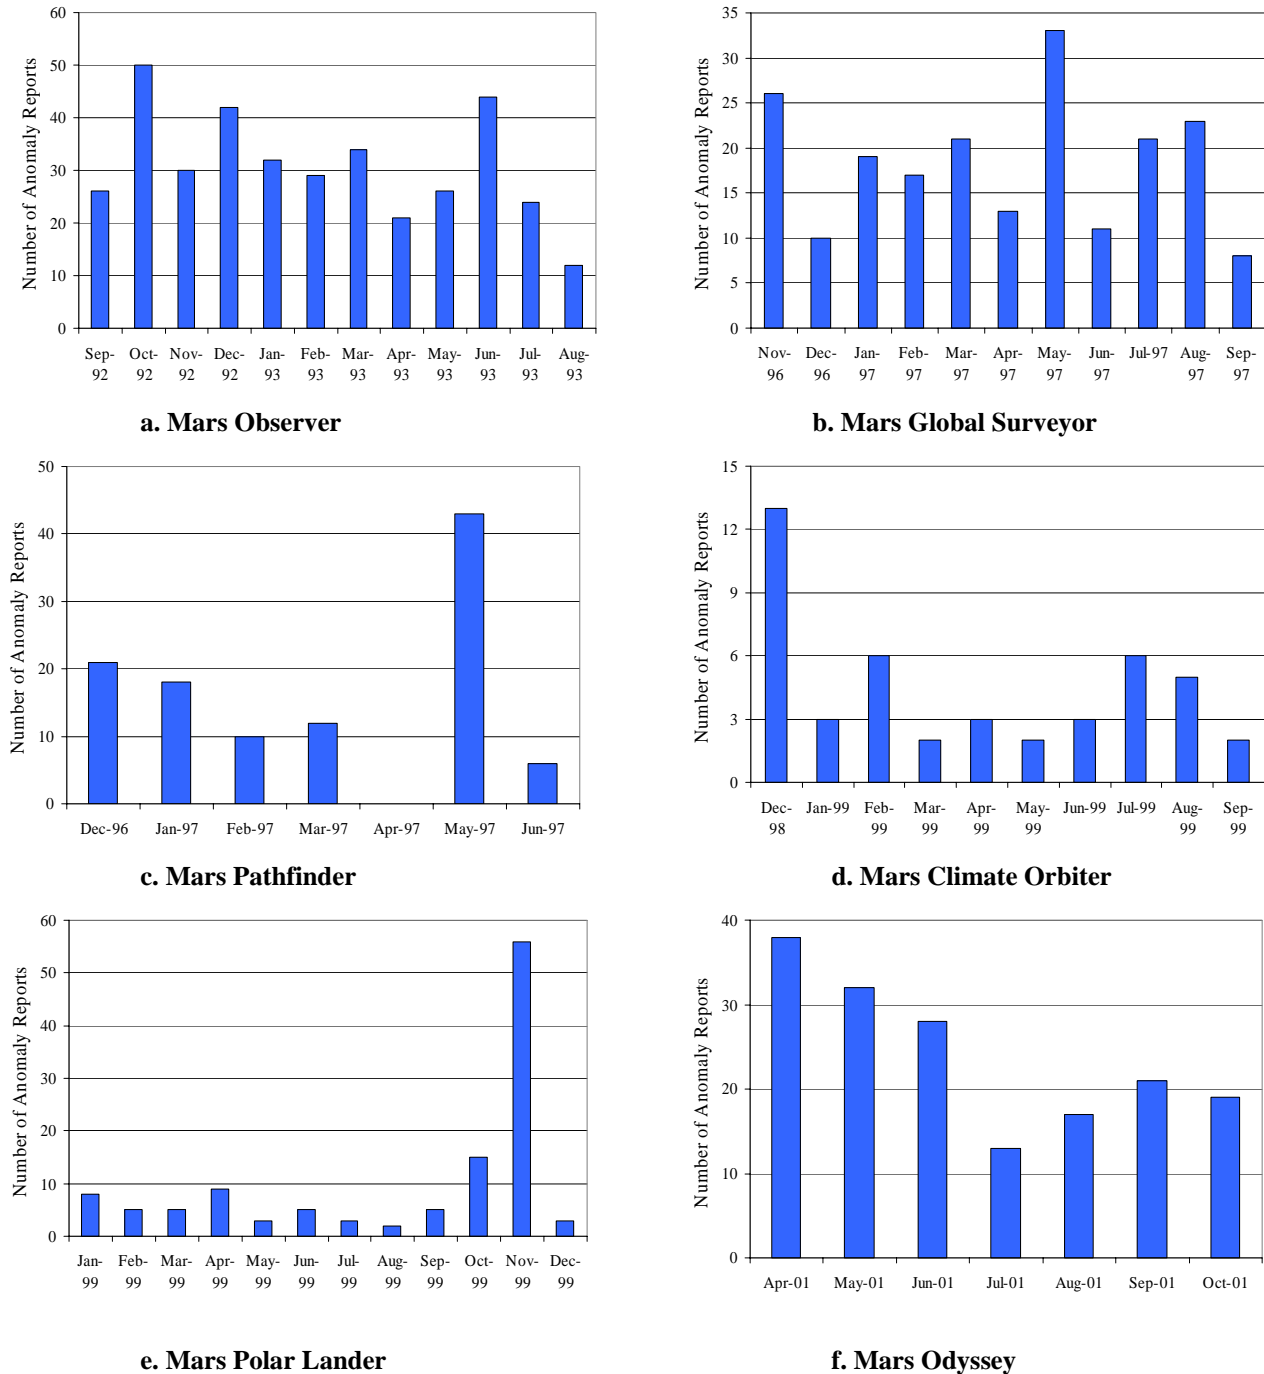 60
50
40
30
20
10
0
Number of Anomaly Reports
Sep- Oct- Nov- Dec- Jan- Feb- Mar- Apr- May- Jun- Jul- Aug-
92 92 92 92 93 93 93 93 93 93 93 93
a. Mars Observer
35
30
25
20
15
10
5
0
Number of Anomaly Reports
Nov- Dec- Jan- Feb- Mar- Apr- May- Jun- Jul-97 Aug- Sep-
96 96 97 97 97 97 97 97 97 97
b. Mars Global Surveyor
50
40
30
20
10
0
Number of Anomaly Reports
Dec-96 Jan-97 Feb-97 Mar-97 Apr-97 May-97 Jun-97
c. Mars Pathfinder
15
12
9
6
3
0
Number of Anomaly Reports
Dec- Jan-99 Feb- Mar- Apr- May- Jun-99 Jul-99 Aug- Sep-
98 99 99 99 99 99 99
d. Mars Climate Orbiter
60
50
40
30
20
10
0
Number of Anomaly Reports
Jan- Feb- Mar- Apr- May- Jun- Jul- Aug- Sep- Oct- Nov- Dec-
99 99 99 99 99 99 99 99 99 99 99 99
e. Mars Polar Lander
40
30
20
10
0
Number of Anomaly Reports
Apr-01 May-01 Jun-01 Jul-01 Aug-01 Sep-01 Oct-01
f. Mars Odyssey